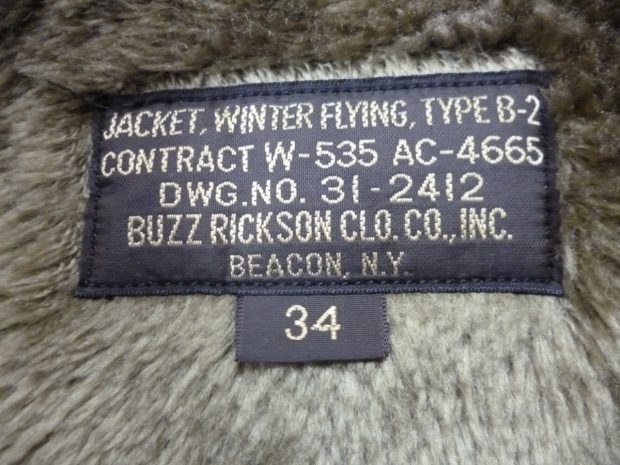 JACKET, WINTER FLYING, TYPE B-2
CONTRACT W-535 AC-4665
DWG. NO. 31-2412
BUZZ RICKSON CLO. CO., INC.
BEACON, N.Y.
34